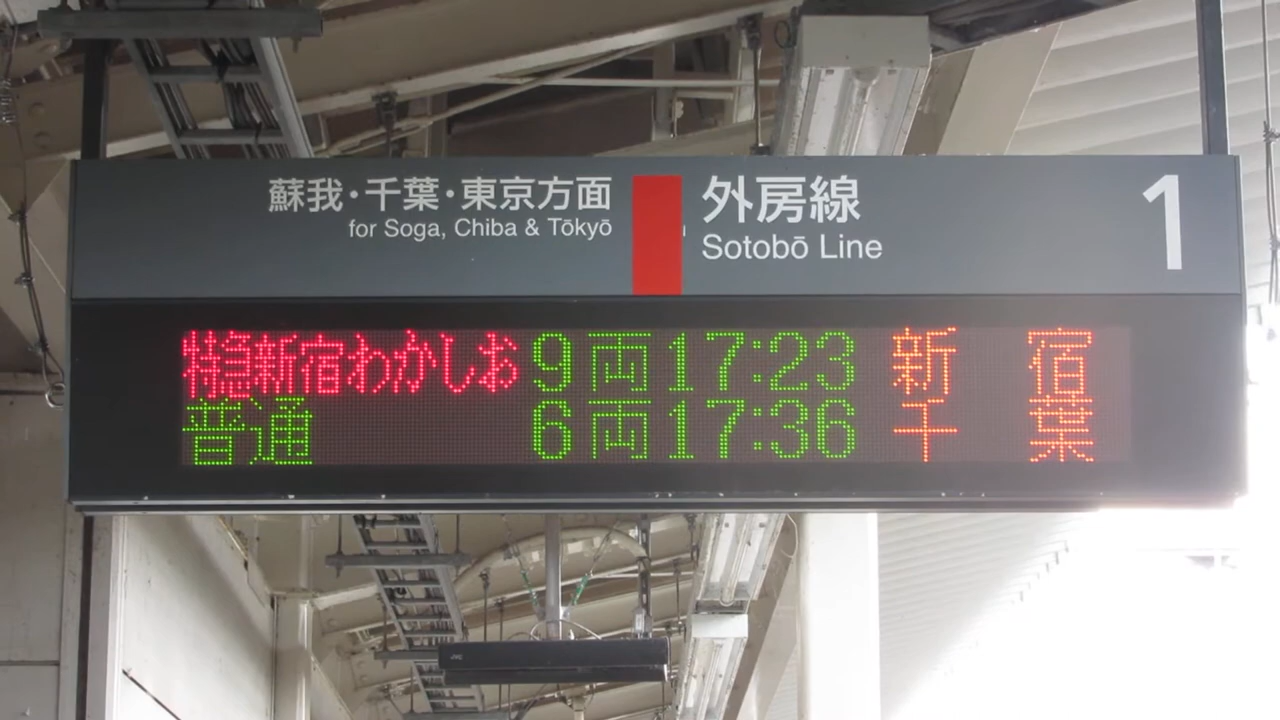 蘇我・千葉・東京方面
for Soga, Chiba & Tōkyō
外房線
Sotobō Line
1
特急新宿わかしお 9両 17:23 新宿
普通 6両 17:36 千葉
JVC